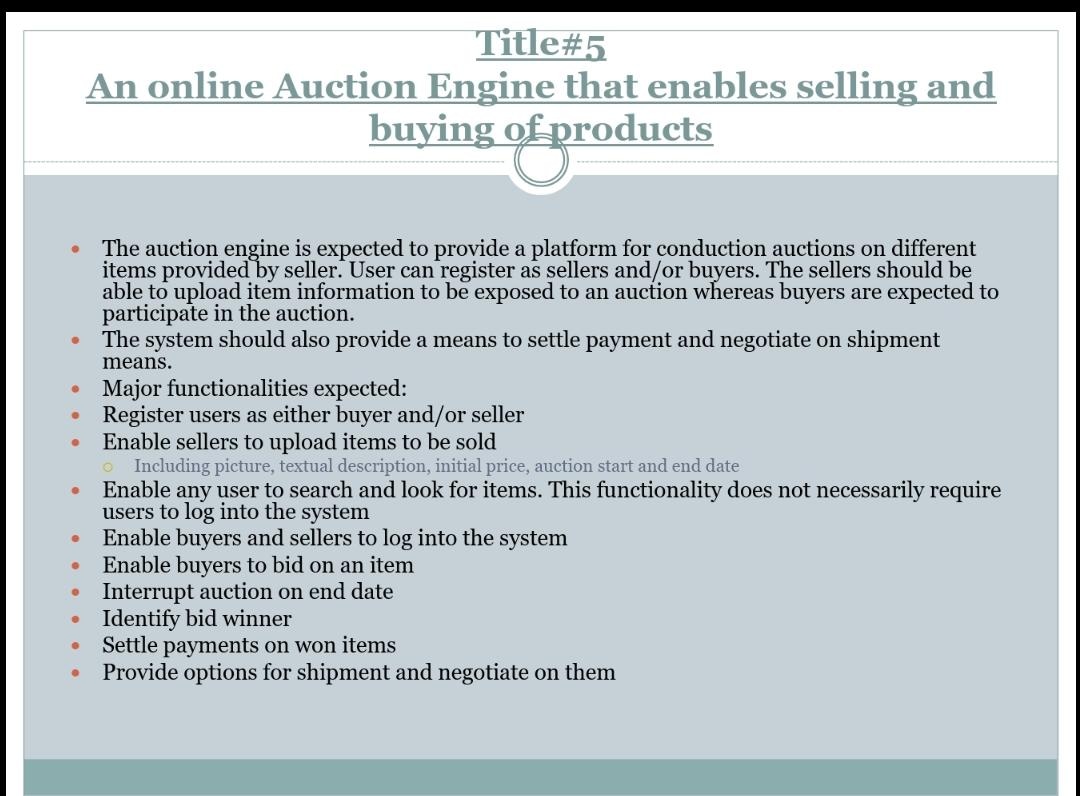 Title#5
An online Auction Engine that enables selling and
buying of products
• The auction engine is expected to provide a platform for conduction auctions on different
items provided by seller. User can register as sellers and/or buyers. The sellers should be
able to upload item information to be exposed to an auction whereas buyers are expected to
participate in the auction.
• The system should also provide a means to settle payment and negotiate on shipment
means.
• Major functionalities expected:
• Register users as either buyer and/or seller
• Enable sellers to upload items to be sold
○ Including picture, textual description, initial price, auction start and end date
• Enable any user to search and look for items. This functionality does not necessarily require
users to log into the system
• Enable buyers and sellers to log into the system
• Enable buyers to bid on an item
• Interrupt auction on end date
• Identify bid winner
• Settle payments on won items
• Provide options for shipment and negotiate on them